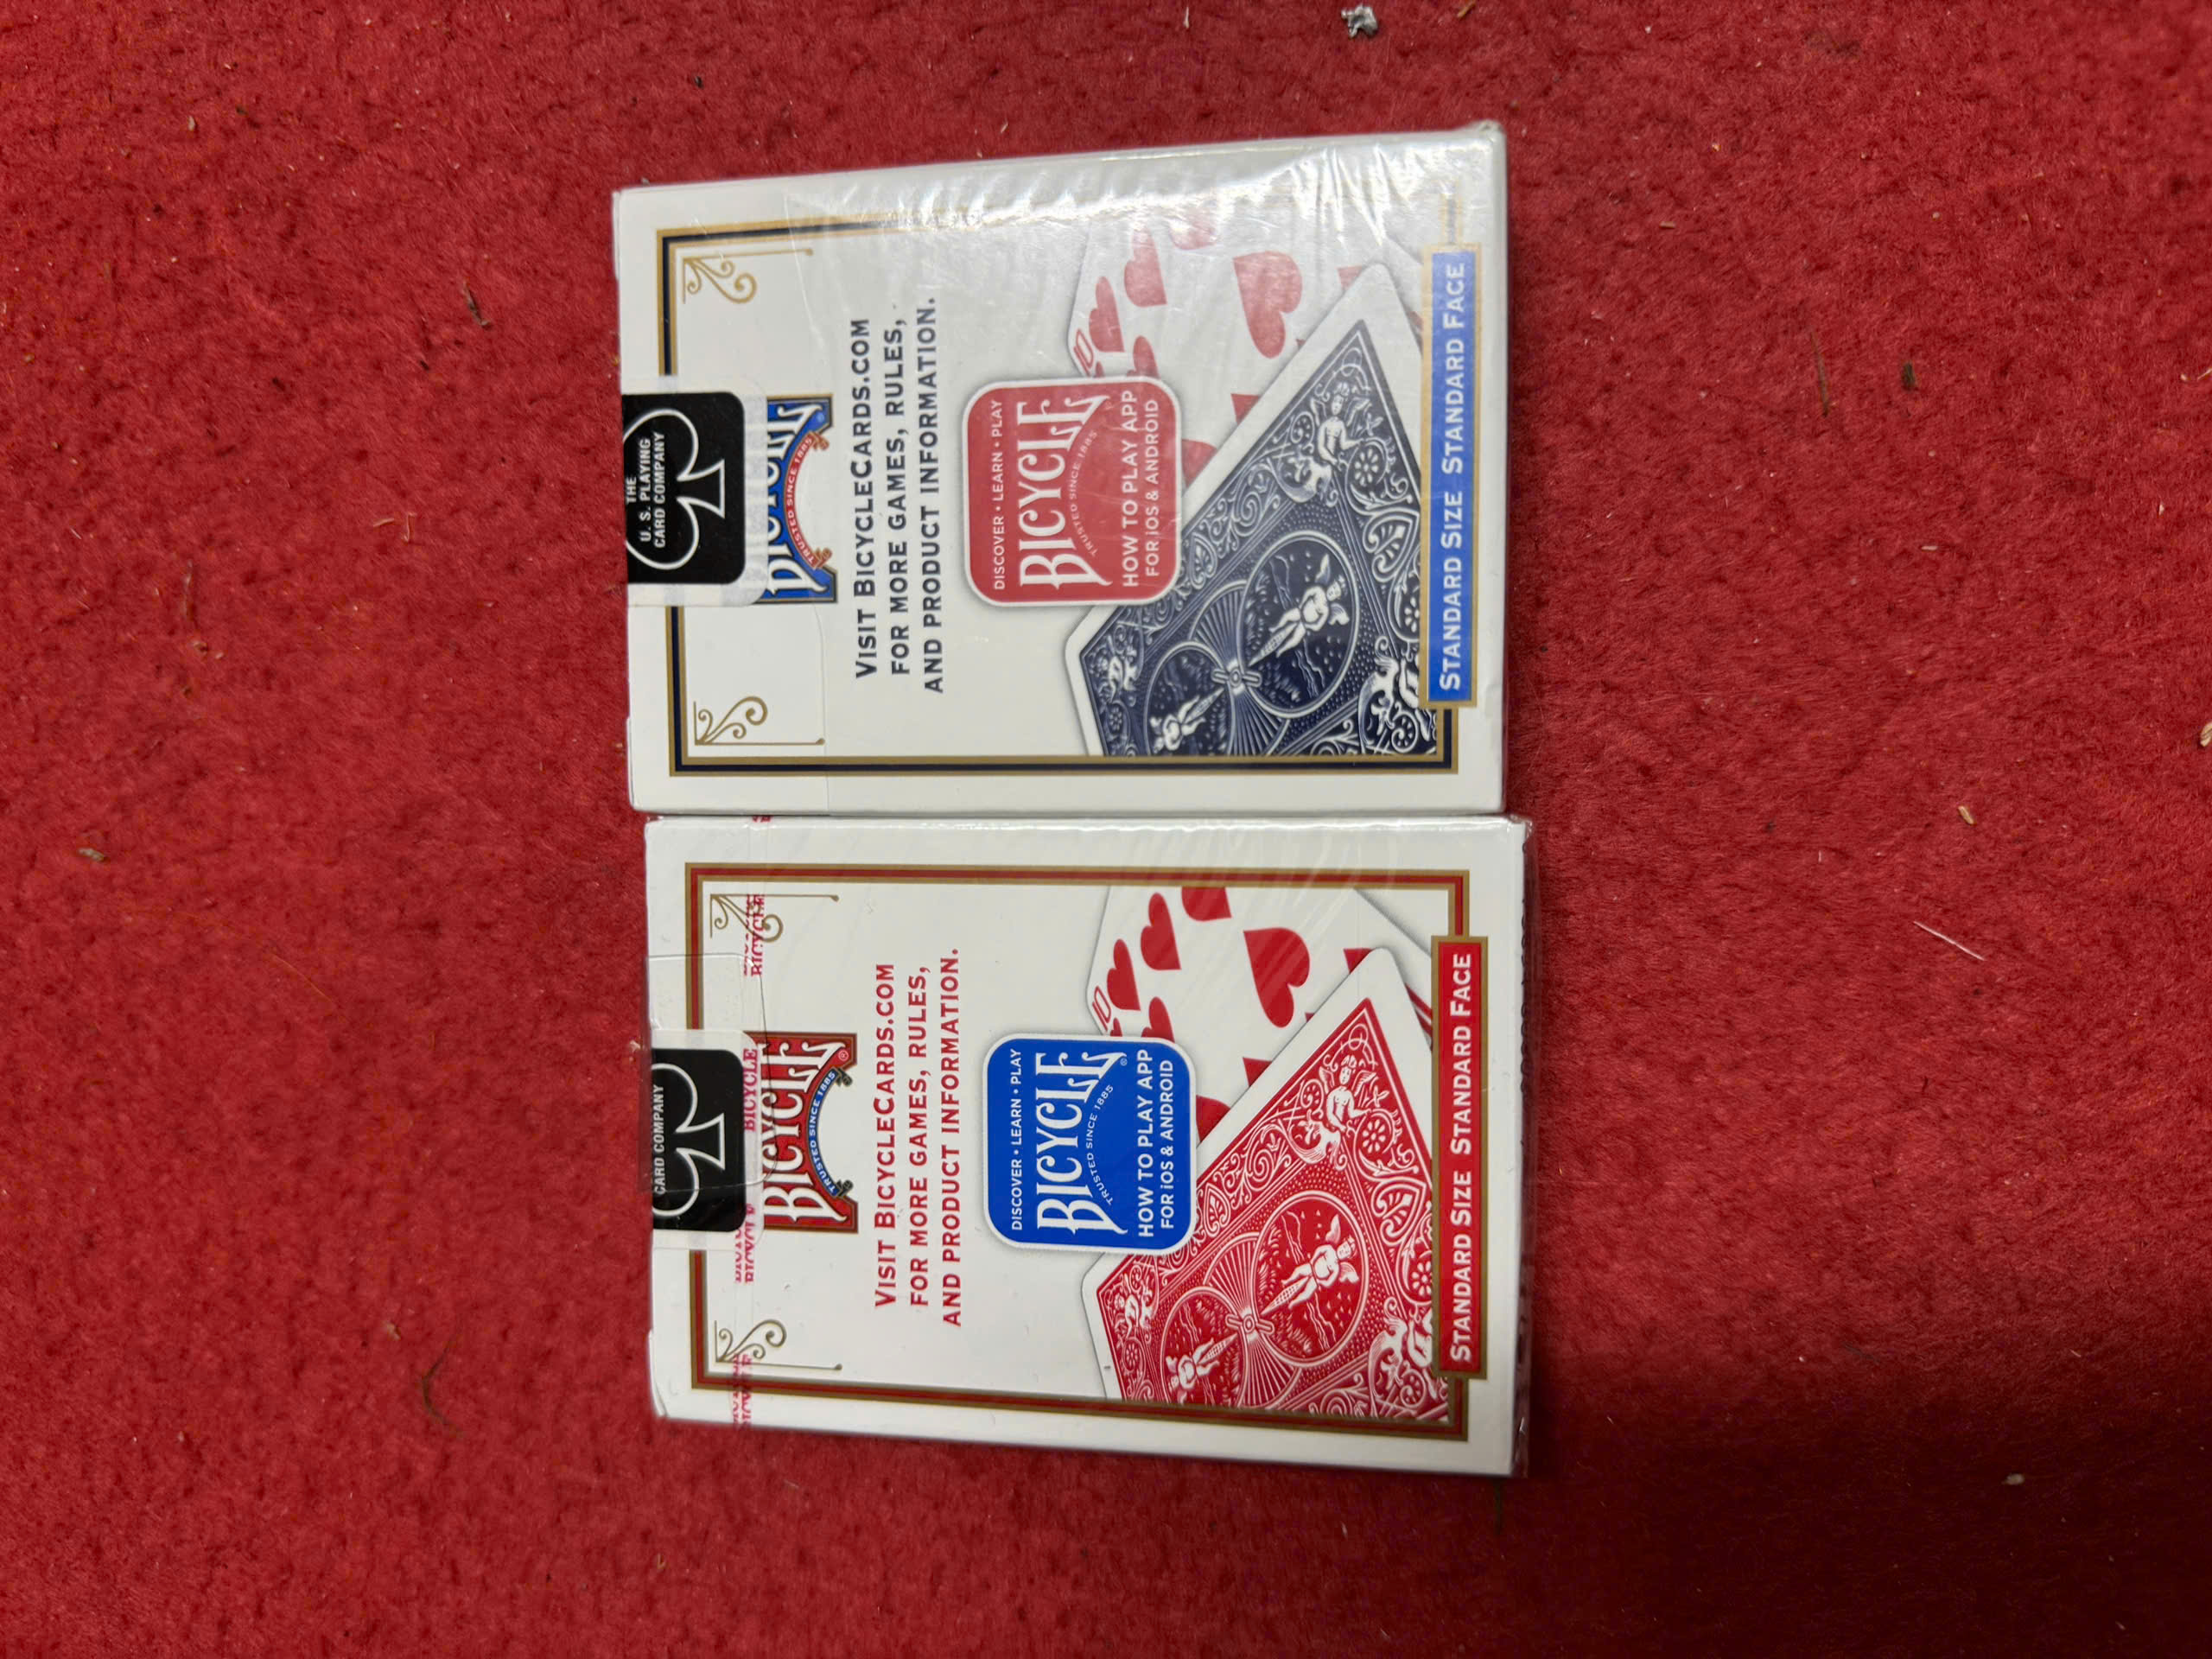 THE
U. S. PLAYING
CARD COMPANY
BICYCLE®
TRUSTED SINCE 1885
VISIT BICYCLECARDS.COM
FOR MORE GAMES, RULES,
AND PRODUCT INFORMATION.
DISCOVER • LEARN • PLAY
BICYCLE
TRUSTED SINCE 1885
HOW TO PLAY APP
FOR iOS & ANDROID
10
STANDARD SIZE STANDARD FACE
CARD COMPANY
BICYCLE
BICYCLE
BICYCLE®
TRUSTED SINCE 1885
VISIT BICYCLECARDS.COM
FOR MORE GAMES, RULES,
AND PRODUCT INFORMATION.
DISCOVER • LEARN • PLAY
BICYCLE®
TRUSTED SINCE 1885
HOW TO PLAY APP
FOR iOS & ANDROID
10
STANDARD SIZE STANDARD FACE